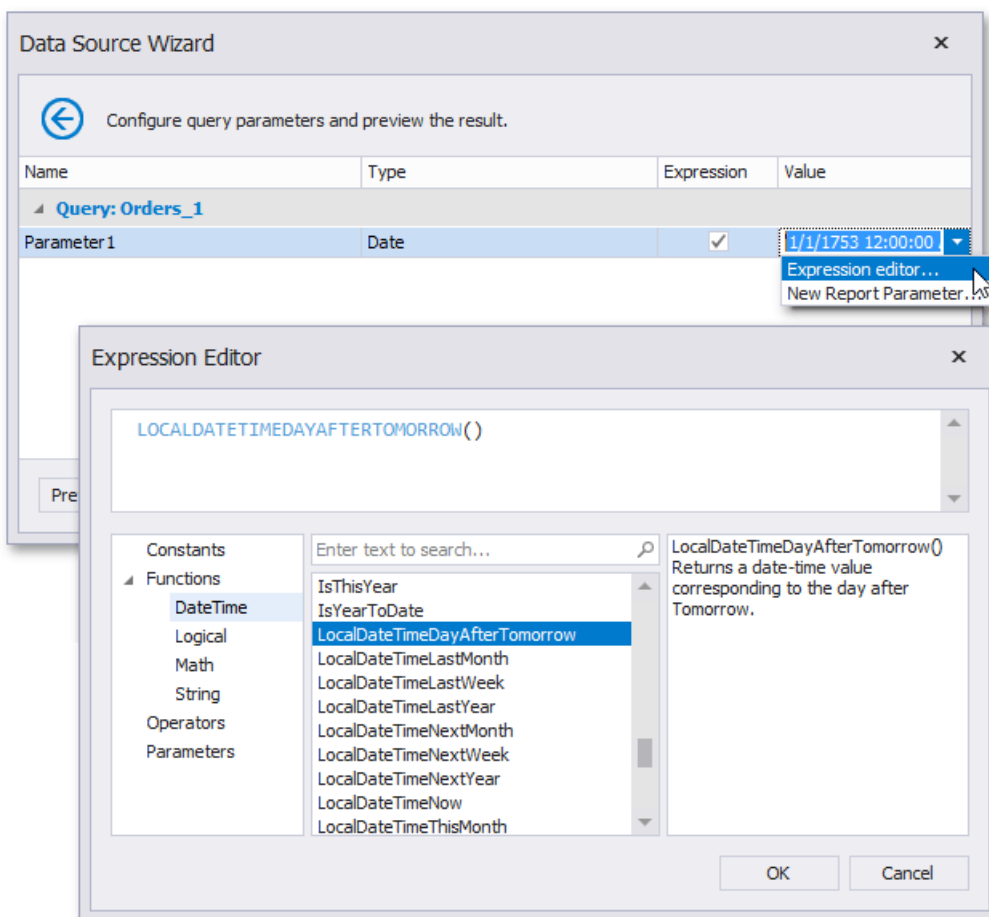 Data Source Wizard
Configure query parameters and preview the result.
Name Type Expression Value
Query: Orders_1
Parameter1 Date 1/1/1753 12:00:00
Expression editor...
New Report Parameter...
Expression Editor
LOCALDATETIMEDAYAFTERTOMORROW()
Pre
Constants
Functions
DateTime
Logical
Math
String
Operators
Parameters
Enter text to search...
IsThisYear
IsYearToDate
LocalDateTimeDayAfterTomorrow
LocalDateTimeLastMonth
LocalDateTimeLastWeek
LocalDateTimeLastYear
LocalDateTimeNextMonth
LocalDateTimeNextWeek
LocalDateTimeNextYear
LocalDateTimeNow
LocalDateTimeThisMonth
LocalDateTimeDayAfterTomorrow()
Returns a date-time value
corresponding to the day after
Tomorrow.
OK Cancel